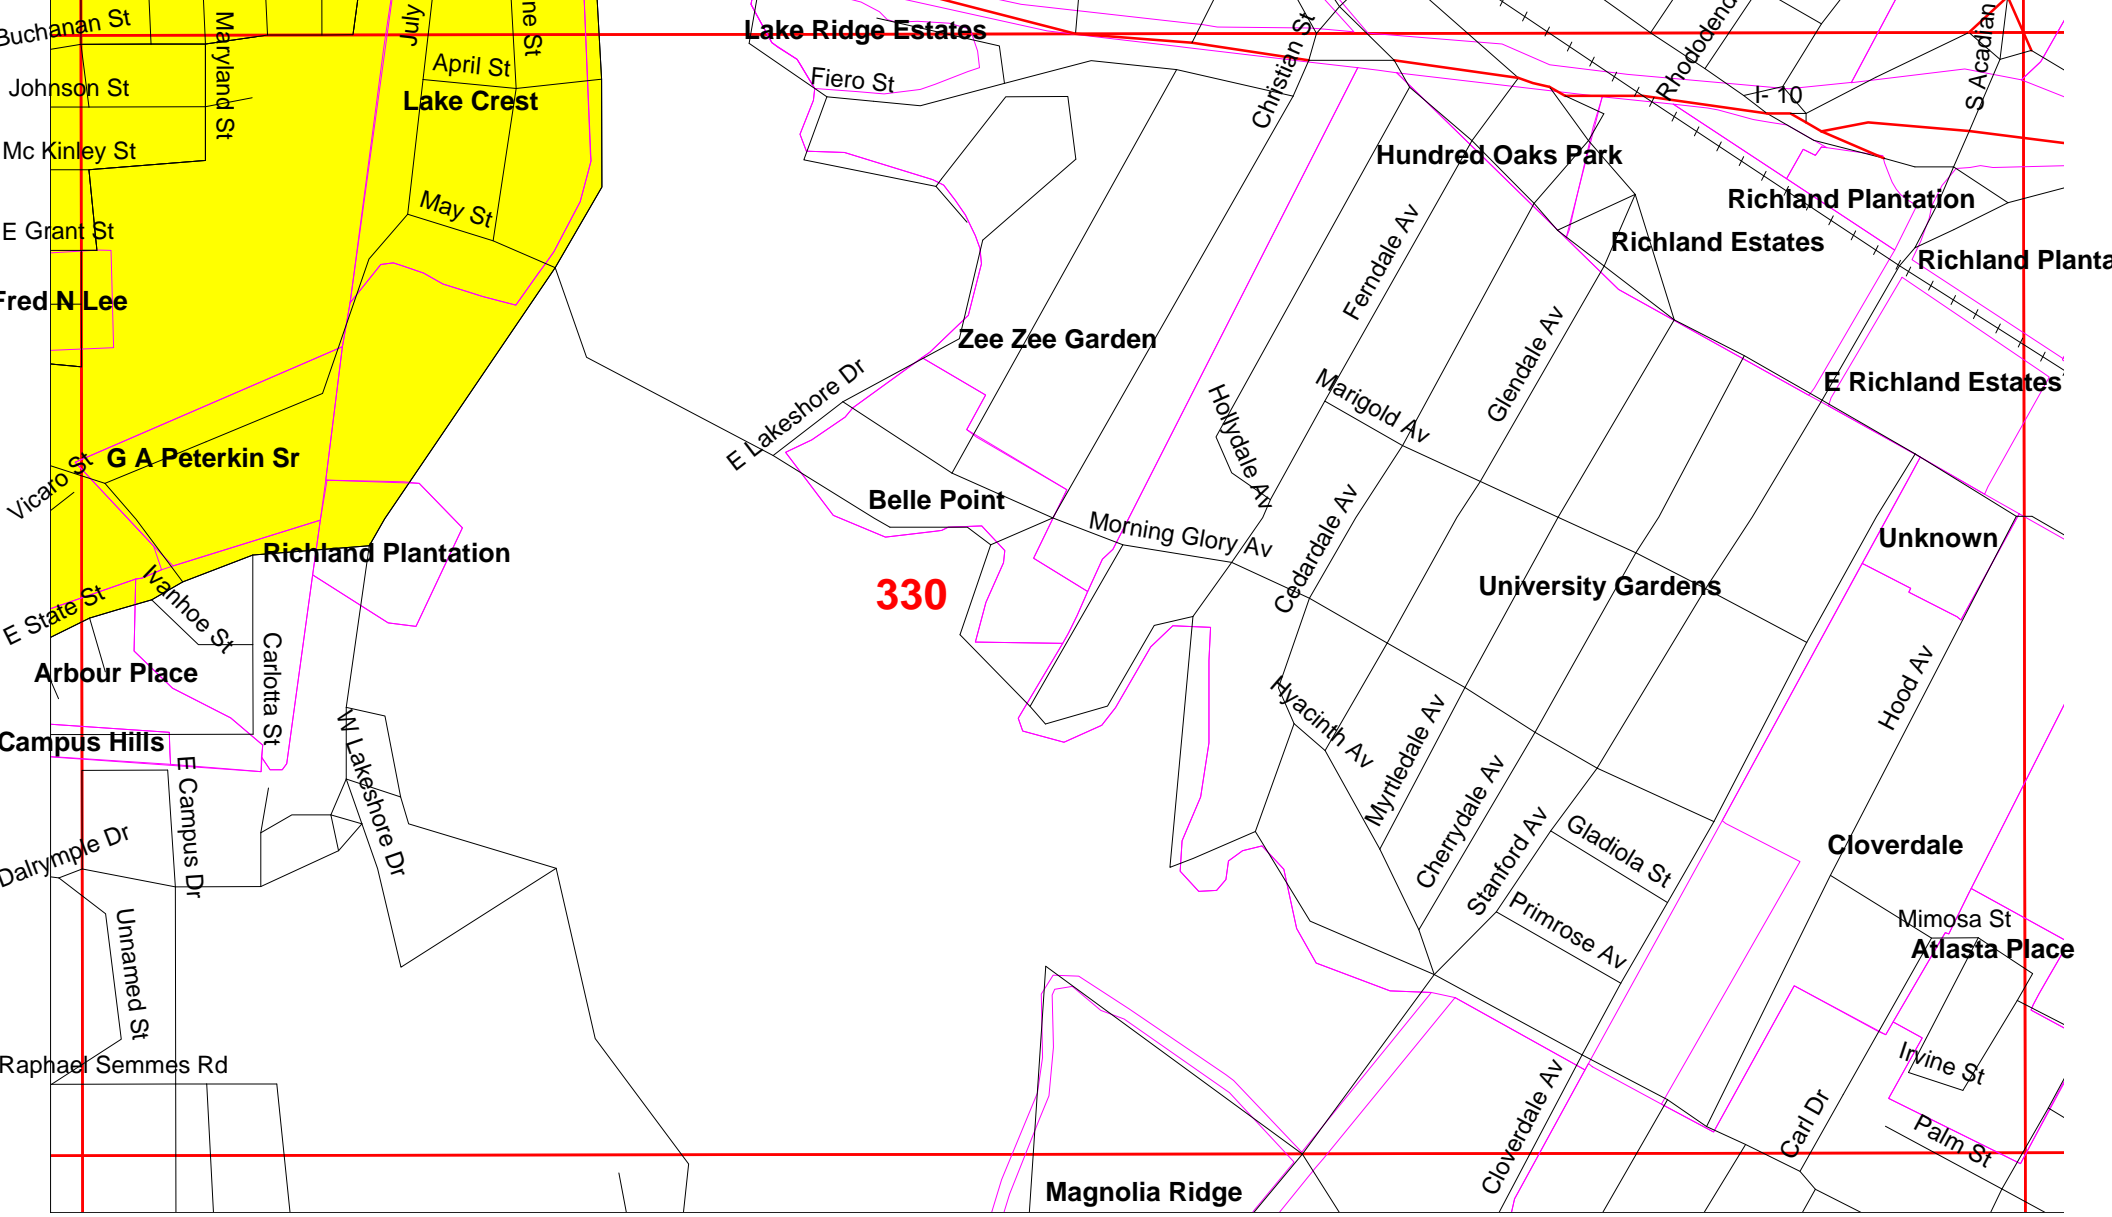 Buchanan St
Maryland St
July
ne St
Lake Ridge Estates
Christian St
Rhododend
S Acadian
Johnson St
April St
Lake Crest
Fiero St
I- 10
Mc Kinley St
Hundred Oaks Park
May St
Richland Plantation
E Grant St
Ferndale Av
Richland Estates
Richland Planta
Fred N Lee
Zee Zee Garden
Glendale Av
E Richland Estates
E Lakeshore Dr
Hollydale Av
Marigold Av
Vicaro St
G A Peterkin Sr
Belle Point
Morning Glory Av
Cedardale Av
Unknown
Richland Plantation
330
University Gardens
E State St
Ivanhoe St
Carlotta St
Arbour Place
Hyacinth Av
Hood Av
Campus Hills
W Lakeshore Dr
Myrtledale Av
E Campus Dr
Cherrydale Av
Stanford Av
Gladiola St
Cloverdale
Dalrymple Dr
Primrose Av
Mimosa St
Unnamed St
Atlasta Place
Raphael Semmes Rd
Irvine St
Cloverdale Av
Carl Dr
Palm St
Magnolia Ridge